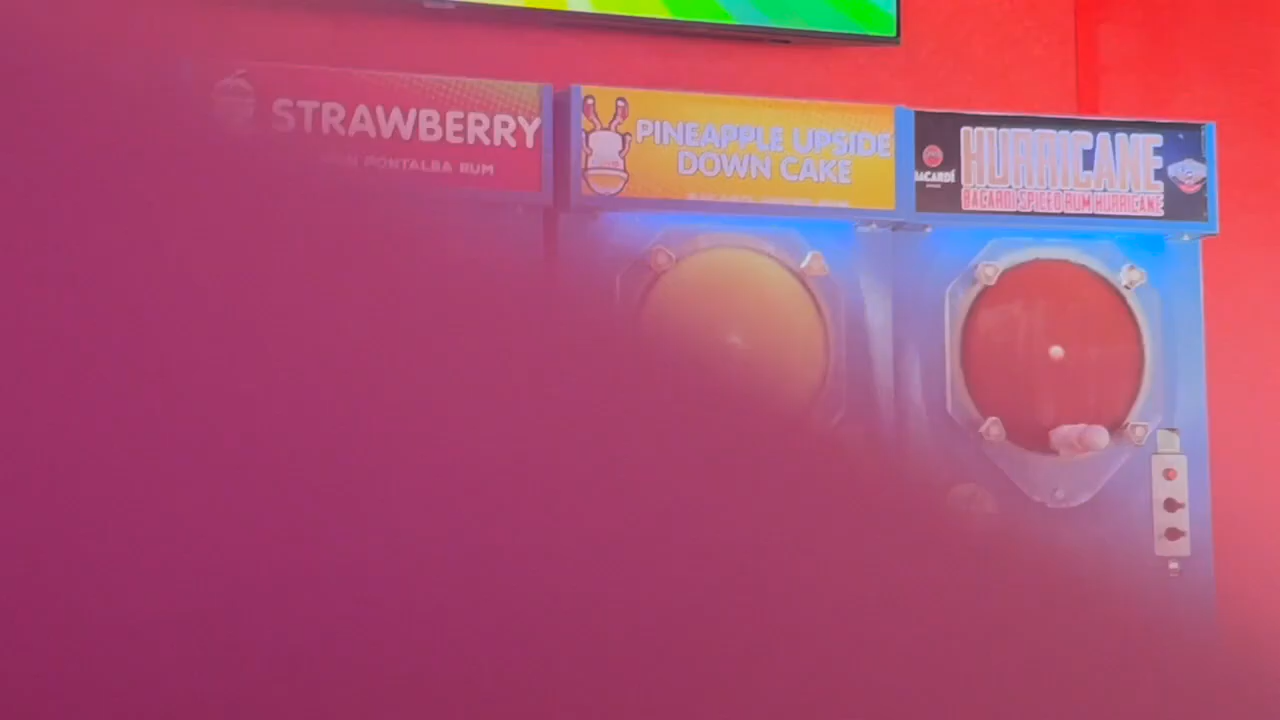 STRAWBERRY
PONTALBA RUM
PINEAPPLE UPSIDE
DOWN CAKE
BACARDÍ
HURRICANE
BACARDI SPICED RUM HURRICANE